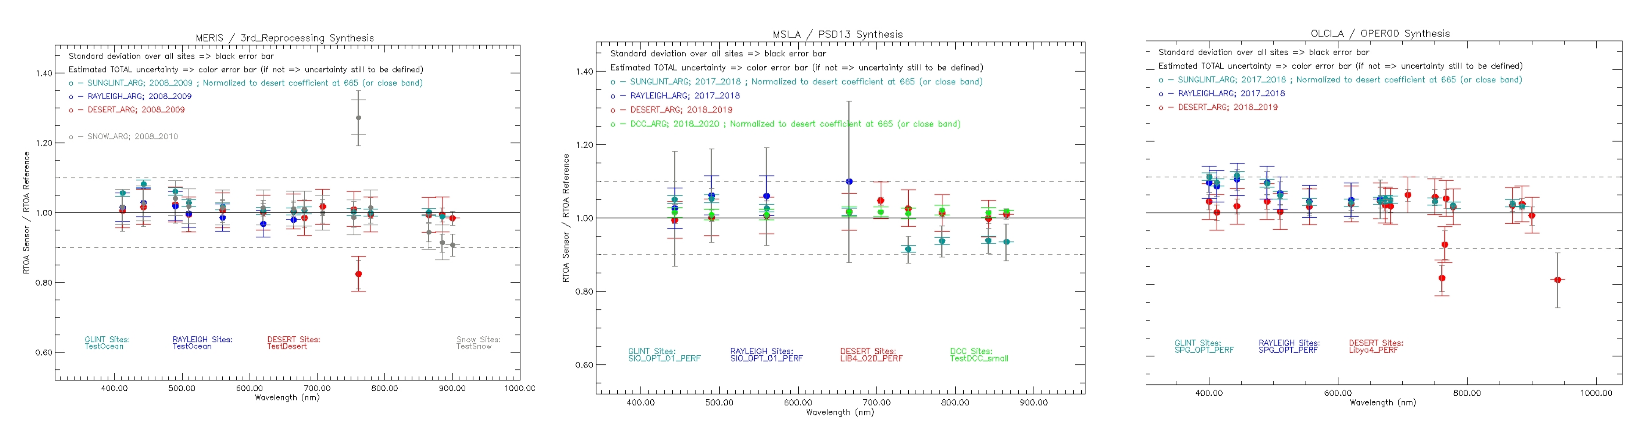 MERIS / 3rd_Reprocessing Synthesis
Standard deviation over all sites => black error bar
Estimated TOTAL uncertainty => color error bar (if not => uncertainty still to be defined)
o – SUNGLINT_ARG; 2008_2009 ; Normalized to desert coefficient at 665 (or close band)
o – RAYLEIGH_ARG; 2008_2009
o – DESERT_ARG; 2008_2009
o – SNOW_ARG; 2008_2010
RTOA Sensor / RTOA Reference
1.40
1.20
1.00
0.80
0.60
GLINT Sites:
TestOcean
RAYLEIGH Sites:
TestOcean
DESERT Sites:
TestDesert
Snow Sites:
TestSnow
400.00 500.00 600.00 700.00 800.00 900.00 1000.00
Wavelength (nm)
MSI_A / PSD13 Synthesis
Standard deviation over all sites => black error bar
Estimated TOTAL uncertainty => color error bar (if not => uncertainty still to be defined)
o – SUNGLINT_ARG; 2017_2018 ; Normalized to desert coefficient at 665 (or close band)
o – RAYLEIGH_ARG; 2017_2018
o – DESERT_ARG; 2018_2019
o – DCC_ARG; 2018_2020 ; Normalized to desert coefficient at 665 (or close band)
RTOA Sensor / RTOA Reference
1.40
1.20
1.00
0.80
0.60
GLINT Sites:
SIO_OPT_01_PERF
RAYLEIGH Sites:
SIO_OPT_01_PERF
DESERT Sites:
LIB4_020_PERF
DCC Sites:
TestDCC_small
400.00 500.00 600.00 700.00 800.00 900.00
Wavelength (nm)
OLCI_A / OPER00 Synthesis
Standard deviation over all sites => black error bar
Estimated TOTAL uncertainty => color error bar (if not => uncertainty still to be defined)
o – SUNGLINT_ARG; 2017_2018 ; Normalized to desert coefficient at 665 (or close band)
o – RAYLEIGH_ARG; 2017_2018
o – DESERT_ARG; 2018_2019
GLINT Sites:
SPG_OPT_PERF
RAYLEIGH Sites:
SPG_OPT_PERF
DESERT Sites:
Libya4_PERF
400.00 600.00 800.00 1000.00
Wavelength (nm)